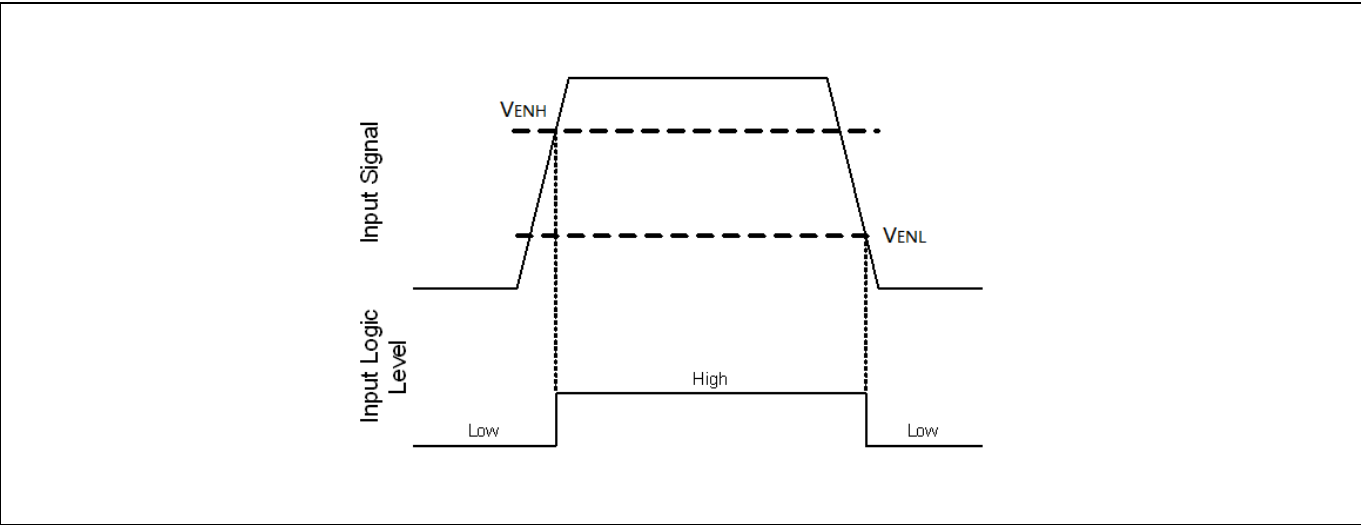 VENH
Input Signal
VENL
Input Logic
Level
High
Low
Low